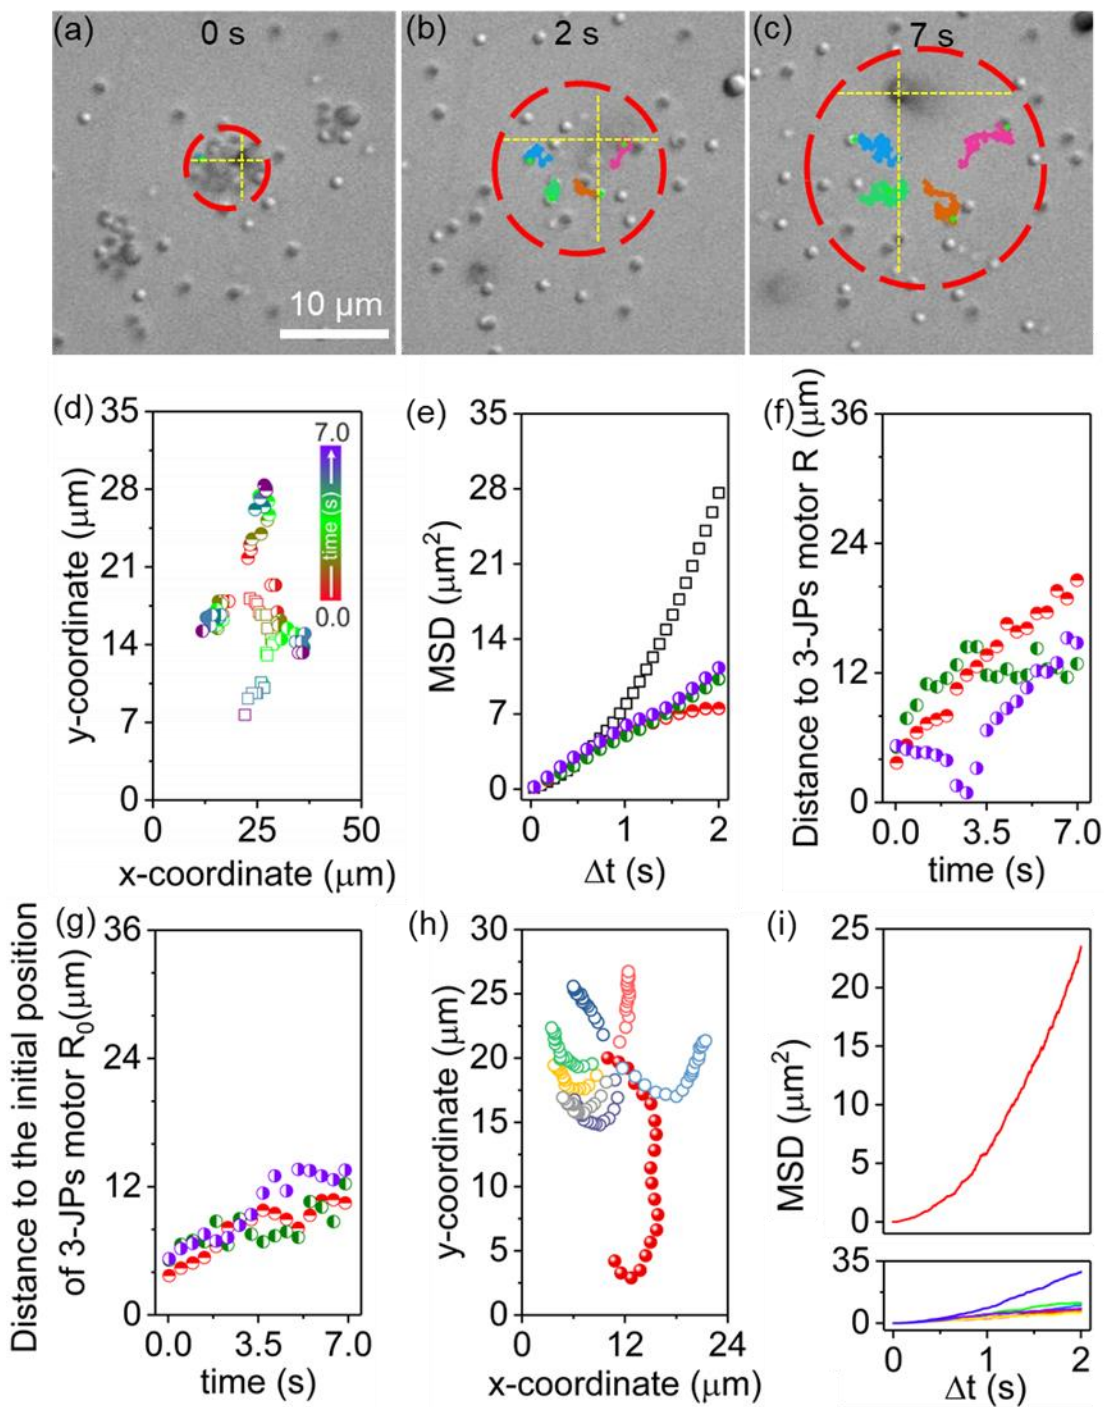 (a) 0 s
(b) 2 s
(c) 7 s
10 µm
(d)
35
28
21
14
7
0
y-coordinate (µm)
7.0
time (s)
0.0
0 25 50
x-coordinate (µm)
(e)
35
28
21
14
7
0
MSD (µm²)
0 1 2
Δt (s)
(f)
36
24
12
0
Distance to 3-JPs motor R (µm)
0.0 3.5 7.0
time (s)
(g)
36
24
12
0
Distance to the initial position
of 3-JPs motor R₀(µm)
0.0 3.5 7.0
time (s)
(h)
30
25
20
15
10
5
0
y-coordinate (µm)
0 12 24
x-coordinate (µm)
(i)
25
20
15
10
5
0
MSD (µm²)
35
0
0 1 2
Δt (s)